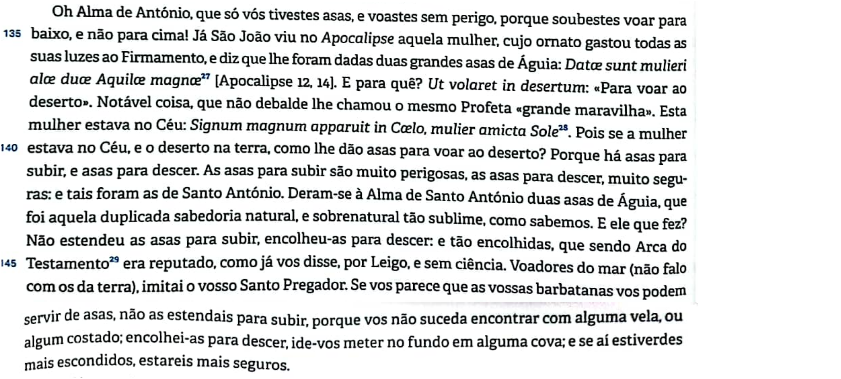 Oh Alma de António, que só vós tivestes asas, e voastes sem perigo, porque soubestes voar para
135 baixo, e não para cima! Já São João viu no Apocalipse aquela mulher, cujo ornato gastou todas as
suas luzes ao Firmamento, e diz que lhe foram dadas duas grandes asas de Águia: Datæ sunt mulieri
alæ duæ Aquilæ magnæ²⁷ [Apocalipse 12, 14]. E para quê? Ut volaret in desertum: «Para voar ao
deserto». Notável coisa, que não debalde lhe chamou o mesmo Profeta «grande maravilha». Esta
mulher estava no Céu: Signum magnum apparuit in Cœlo, mulier amicta Sole²⁸. Pois se a mulher
140 estava no Céu, e o deserto na terra, como lhe dão asas para voar ao deserto? Porque há asas para
subir, e asas para descer. As asas para subir são muito perigosas, as asas para descer, muito segu-
ras: e tais foram as de Santo António. Deram-se à Alma de Santo António duas asas de Águia, que
foi aquela duplicada sabedoria natural, e sobrenatural tão sublime, como sabemos. E ele que fez?
Não estendeu as asas para subir, encolheu-as para descer: e tão encolhidas, que sendo Arca do
145 Testamento²⁹ era reputado, como já vos disse, por Leigo, e sem ciência. Voadores do mar (não falo
com os da terra), imitai o vosso Santo Pregador. Se vos parece que as vossas barbatanas vos podem
servir de asas, não as estendais para subir, porque vos não suceda encontrar com alguma vela, ou
algum costado; encolhei-as para descer, ide-vos meter no fundo em alguma cova; e se aí estiverdes
mais escondidos, estareis mais seguros.